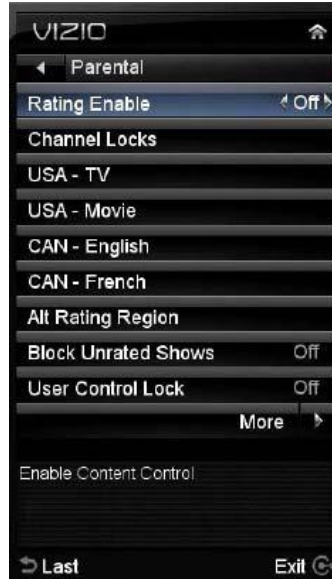 VIZIO
Parental
Rating Enable Off
Channel Locks
USA - TV
USA - Movie
CAN - English
CAN - French
Alt Rating Region
Block Unrated Shows Off
User Control Lock Off
More
Enable Content Control
Last Exit